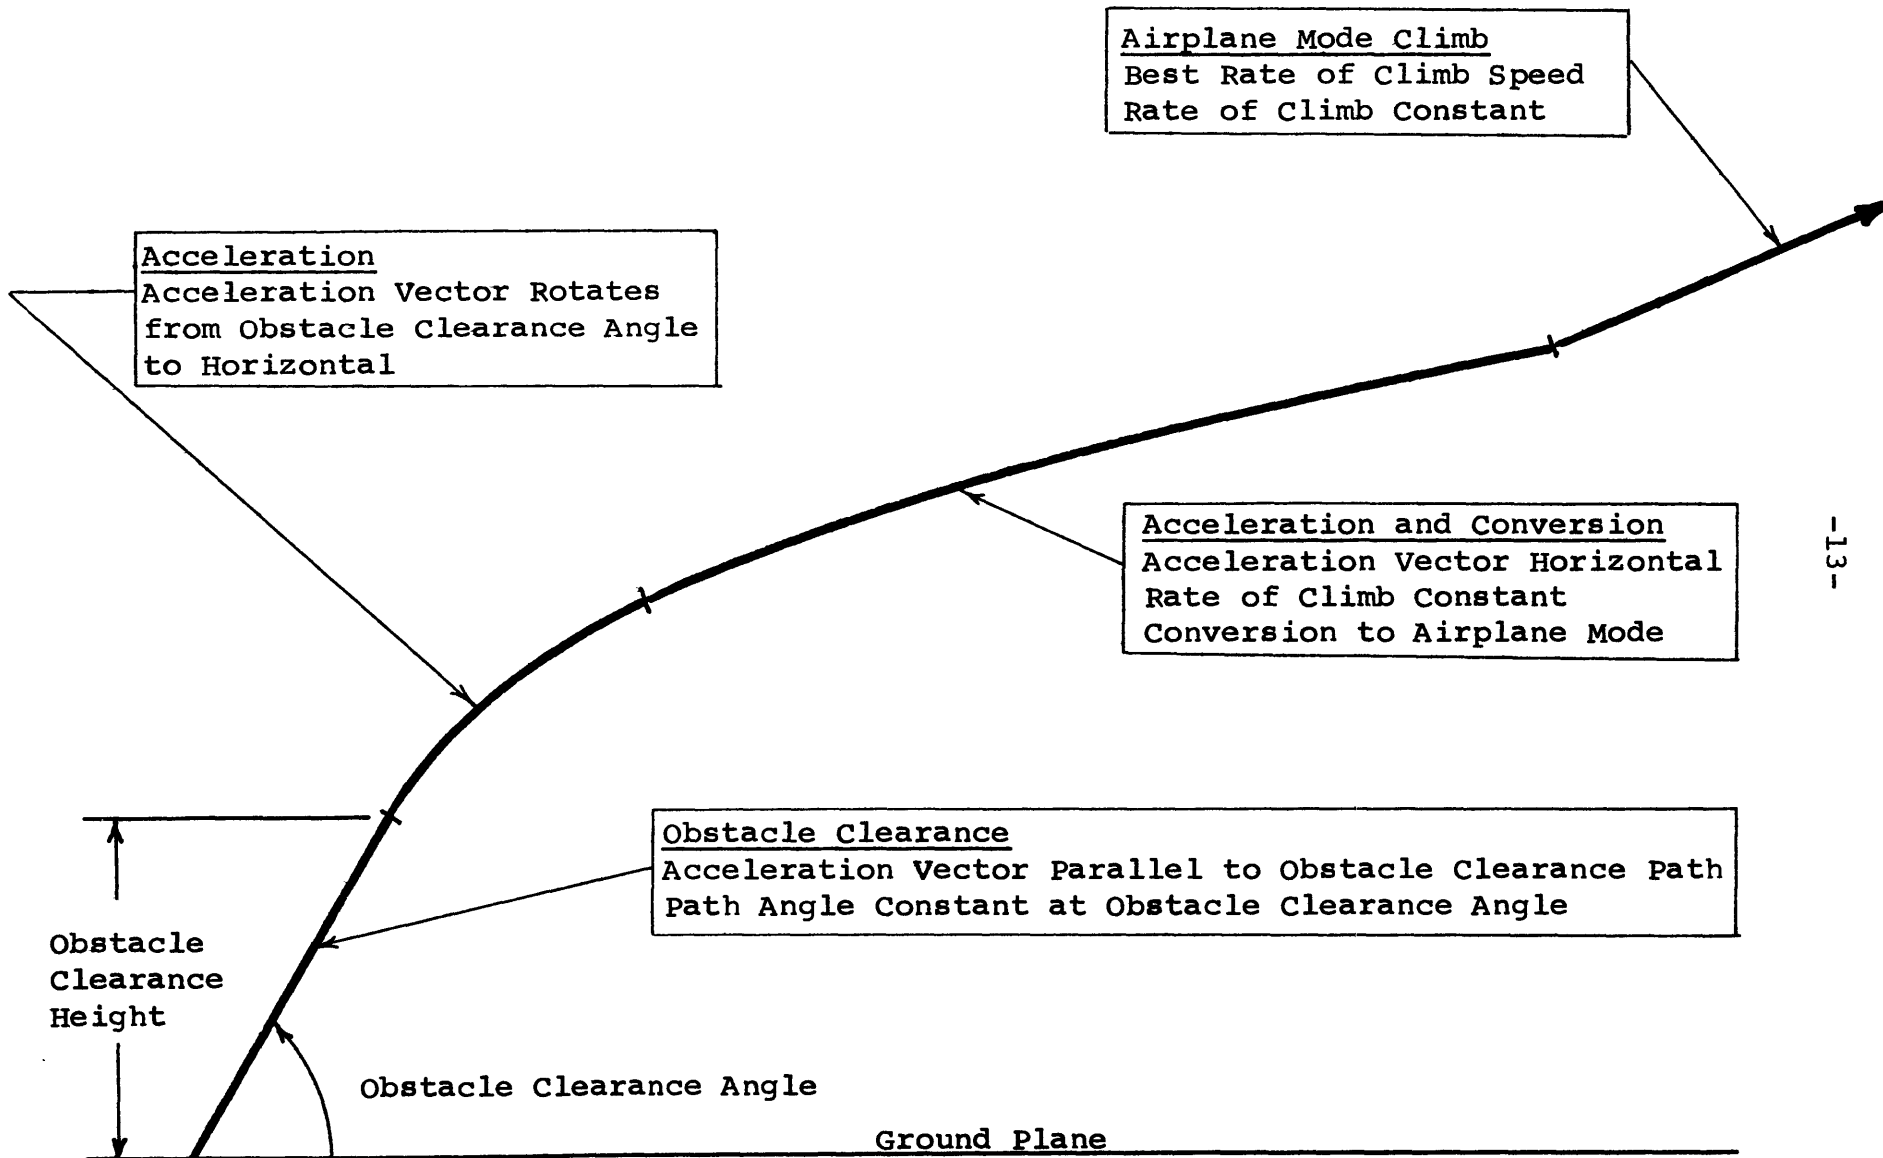 Airplane Mode Climb
Best Rate of Climb Speed
Rate of Climb Constant
Acceleration
Acceleration Vector Rotates
from Obstacle Clearance Angle
to Horizontal
Acceleration and Conversion
Acceleration Vector Horizontal
Rate of Climb Constant
Conversion to Airplane Mode
-13-
Obstacle Clearance
Acceleration Vector Parallel to Obstacle Clearance Path
Path Angle Constant at Obstacle Clearance Angle
Obstacle
Clearance
Height
Obstacle Clearance Angle
Ground Plane